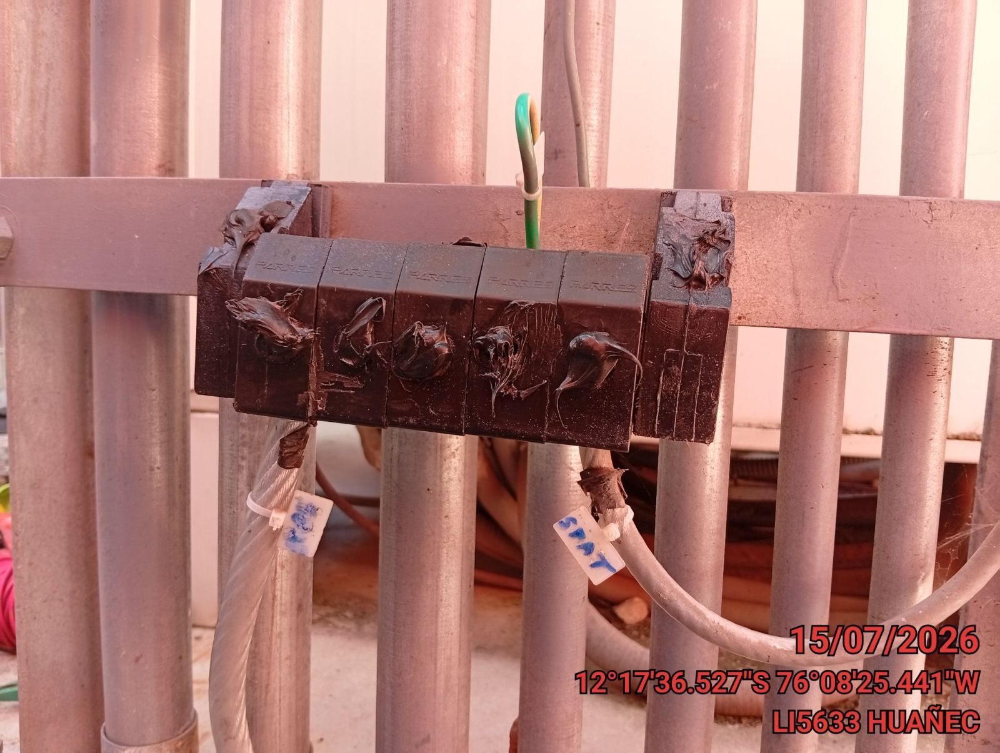 PARRES PARRES PARRES PARRES PARRES
SPAT
15/07/2026
12°17'36.527"S 76°08'25.441"W
LI5633 HUAÑEC